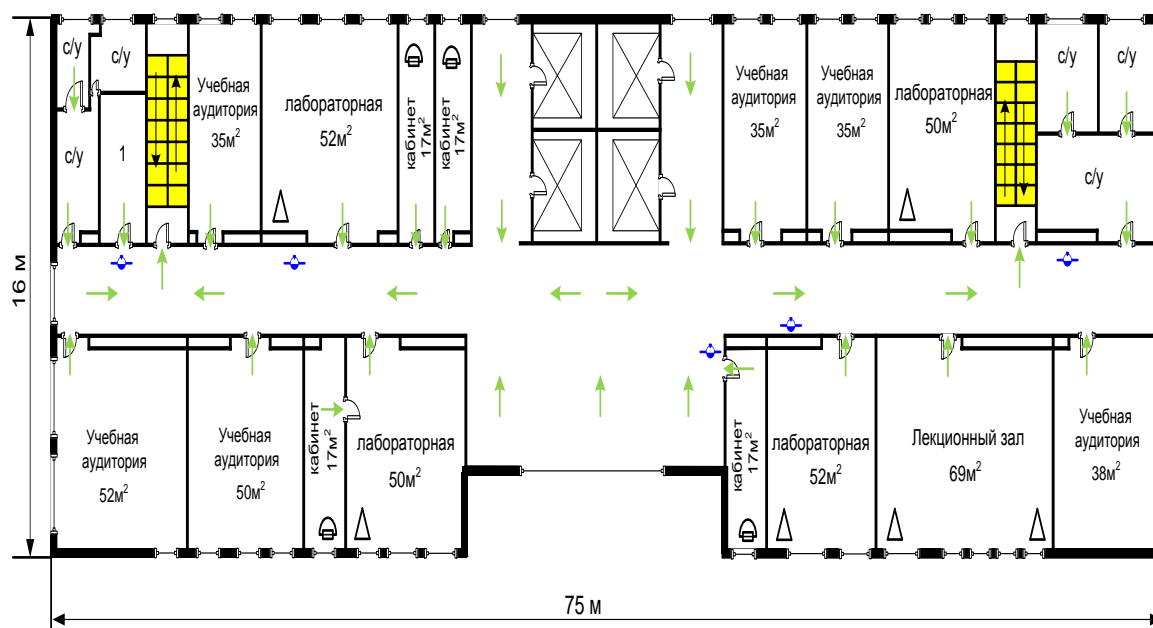 с/у
с/у
с/у
1
Учебная
аудитория
35м²
лабораторная
52м²
кабинет
17м²
кабинет
17м²
Учебная
аудитория
35м²
Учебная
аудитория
35м²
лабораторная
50м²
с/у
с/у
с/у
16 м
Учебная
аудитория
52м²
Учебная
аудитория
50м²
кабинет
17м²
лабораторная
50м²
кабинет
17м²
лабораторная
52м²
Лекционный зал
69м²
Учебная
аудитория
38м²
75 м